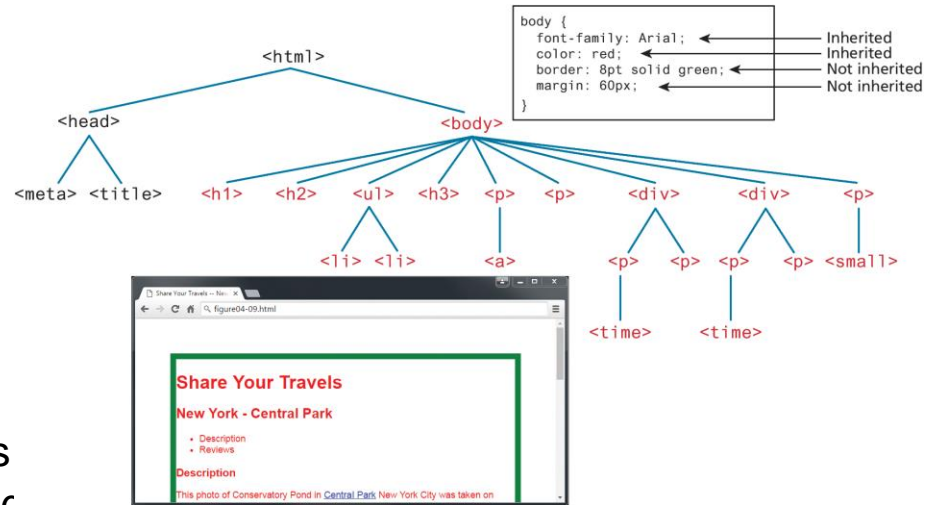 body {
font-family: Arial; Inherited
color: red; Inherited
border: 8pt solid green; Not inherited
margin: 60px; Not inherited
}
<html>
<head> <body>
<meta> <title> <h1> <h2> <ul> <h3> <p> <p> <div> <div> <p>
<li> <li> <a> <p> <p> <p> <p> <small>
<time> <time>
Share Your Travels -- Nev
figure04-09.html
Share Your Travels
New York - Central Park
• Description
• Reviews
Description
This photo of Conservatory Pond in Central Park New York City was taken on
s